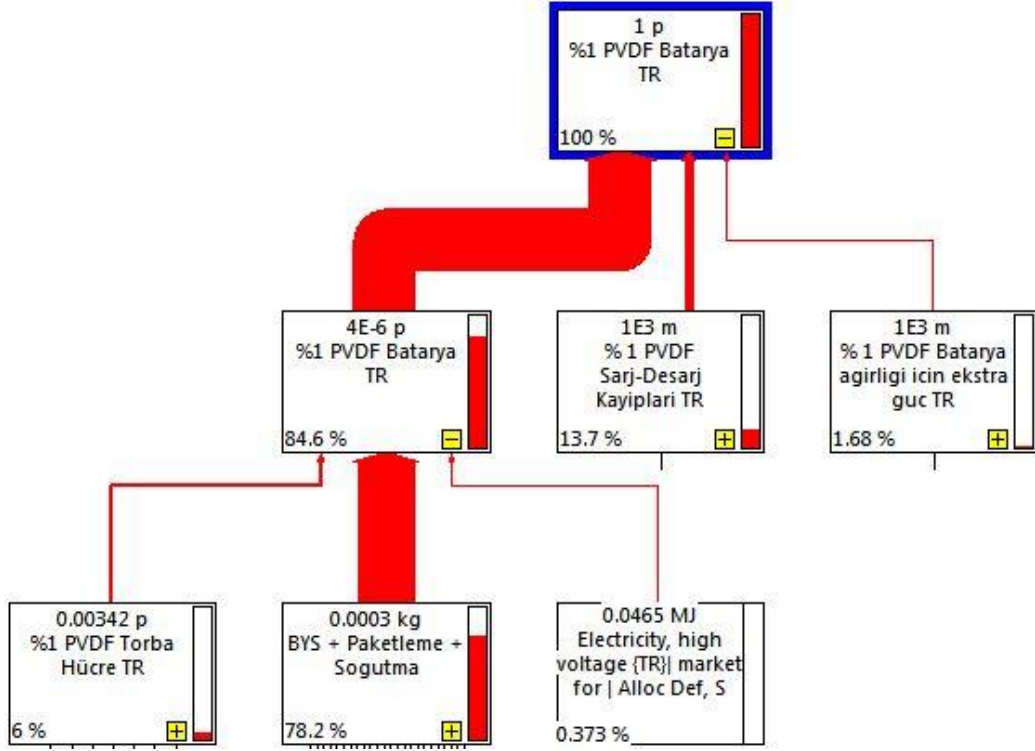 1 p
%1 PVDF Batarya
TR
100 %
4E-6 p
%1 PVDF Batarya
TR
84.6 %
1E3 m
% 1 PVDF
Sarj-Desarj
Kayiplari TR
13.7 %
1E3 m
% 1 PVDF Batarya
agirligi icin ekstra
guc TR
1.68 %
0.00342 p
%1 PVDF Torba
Hücre TR
6 %
0.0003 kg
BYS + Paketleme +
Sogutma
78.2 %
0.0465 MJ
Electricity, high
voltage {TR}| market
for | Alloc Def, S
0.373 %